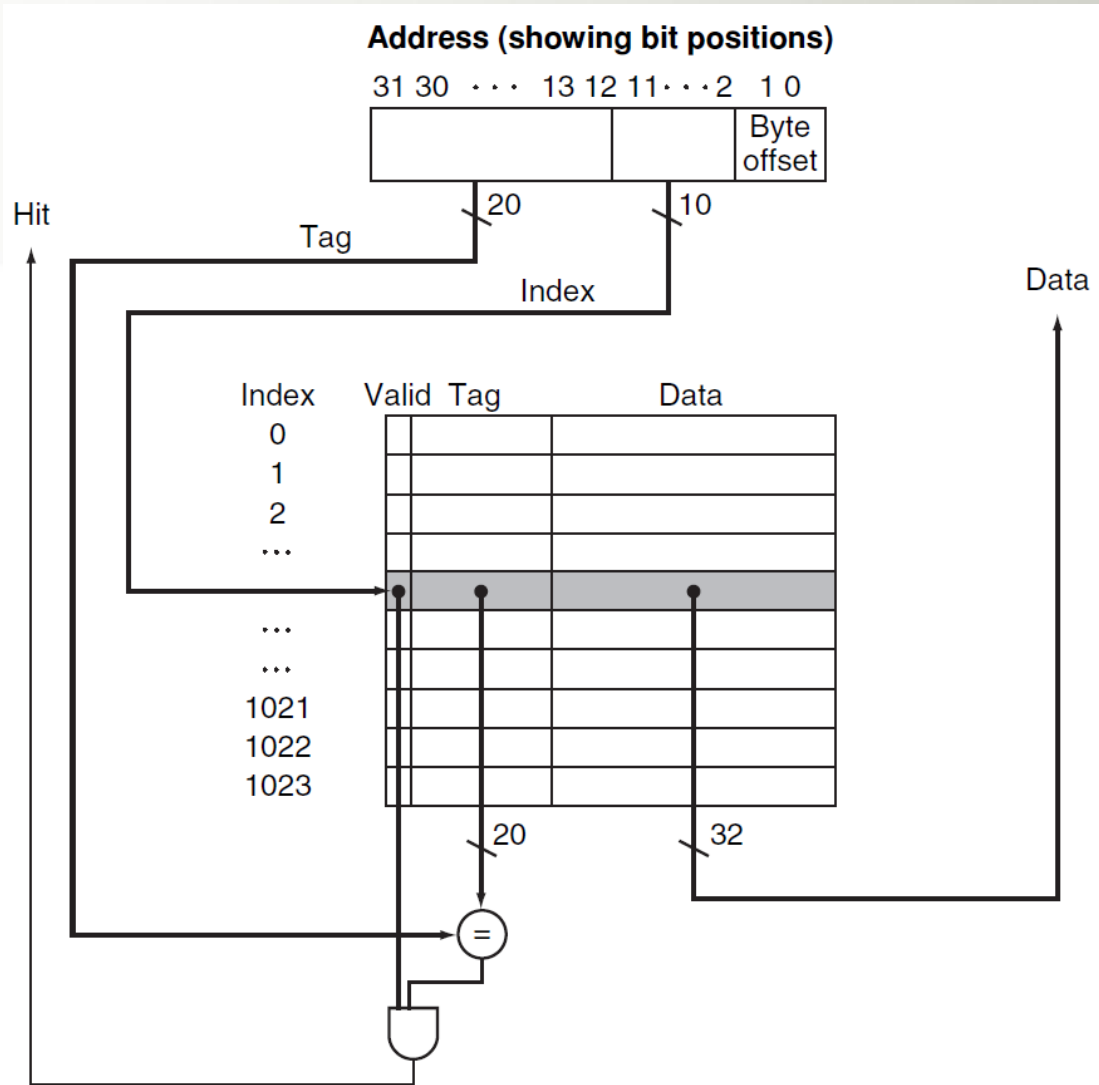 Address (showing bit positions)
31 30 · · · 13 12 11 · · · 2 1 0
Byte
offset
20
10
Hit
Tag
Index
Data
Index Valid Tag Data
0
1
2
···
···
···
1021
1022
1023
20
32
=